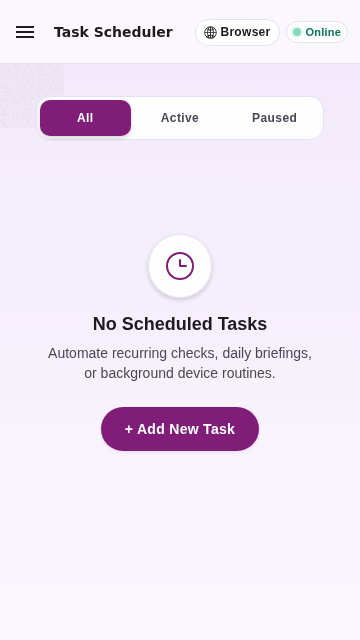 Task Scheduler
Browser
Online
All
Active
Paused
No Scheduled Tasks
Automate recurring checks, daily briefings,
or background device routines.
+ Add New Task